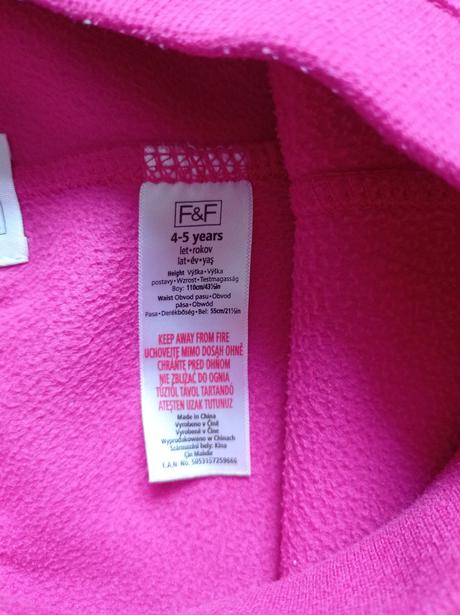 F&F
4-5 years
let•rokov
lat•év•yaş
Height Výška•Výška
postavy•Wzrost•Testmagasság
Boy: 110cm/43½in
Waist Obvod pasu•Obvod
pása•Obwód
Pasa•Derékbőség•Bel: 55cm/21½in
KEEP AWAY FROM FIRE
UCHOVEJTE MIMO DOSAH OHNĚ
CHRÁŇTE PRED OHŇOM
NIE ZBLIŻAĆ DO OGNIA
TŰZTŐL TÁVOL TARTANDÓ
ATEŞTEN UZAK TUTUNUZ
Made in China
Vyrobeno v Číně
Vyrobené v Číne
Wyprodukowano w Chinach
Származási hely: Kína
Çin Malıdır
E.A.N. No. 5053157259666